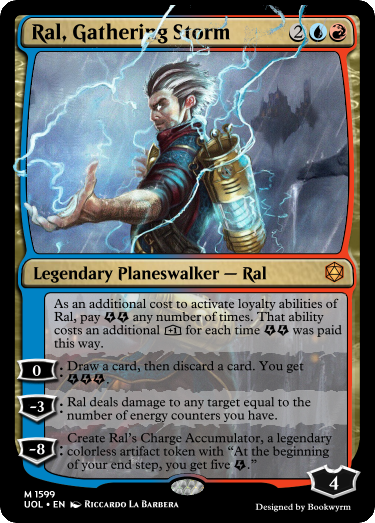 Ral, Gathering Storm 2
Legendary Planeswalker — Ral
As an additional cost to activate loyalty abilities of
Ral, pay any number of times. That ability
costs an additional +1 for each time was paid
this way.
0: Draw a card, then discard a card. You get
.
-3: Ral deals damage to any target equal to the
number of energy counters you have.
-8: Create Ral's Charge Accumulator, a legendary
colorless artifact token with “At the beginning
of your end step, you get five .”
4
M 1599
UOL • EN Riccardo La Barbera
Designed by Bookwyrm